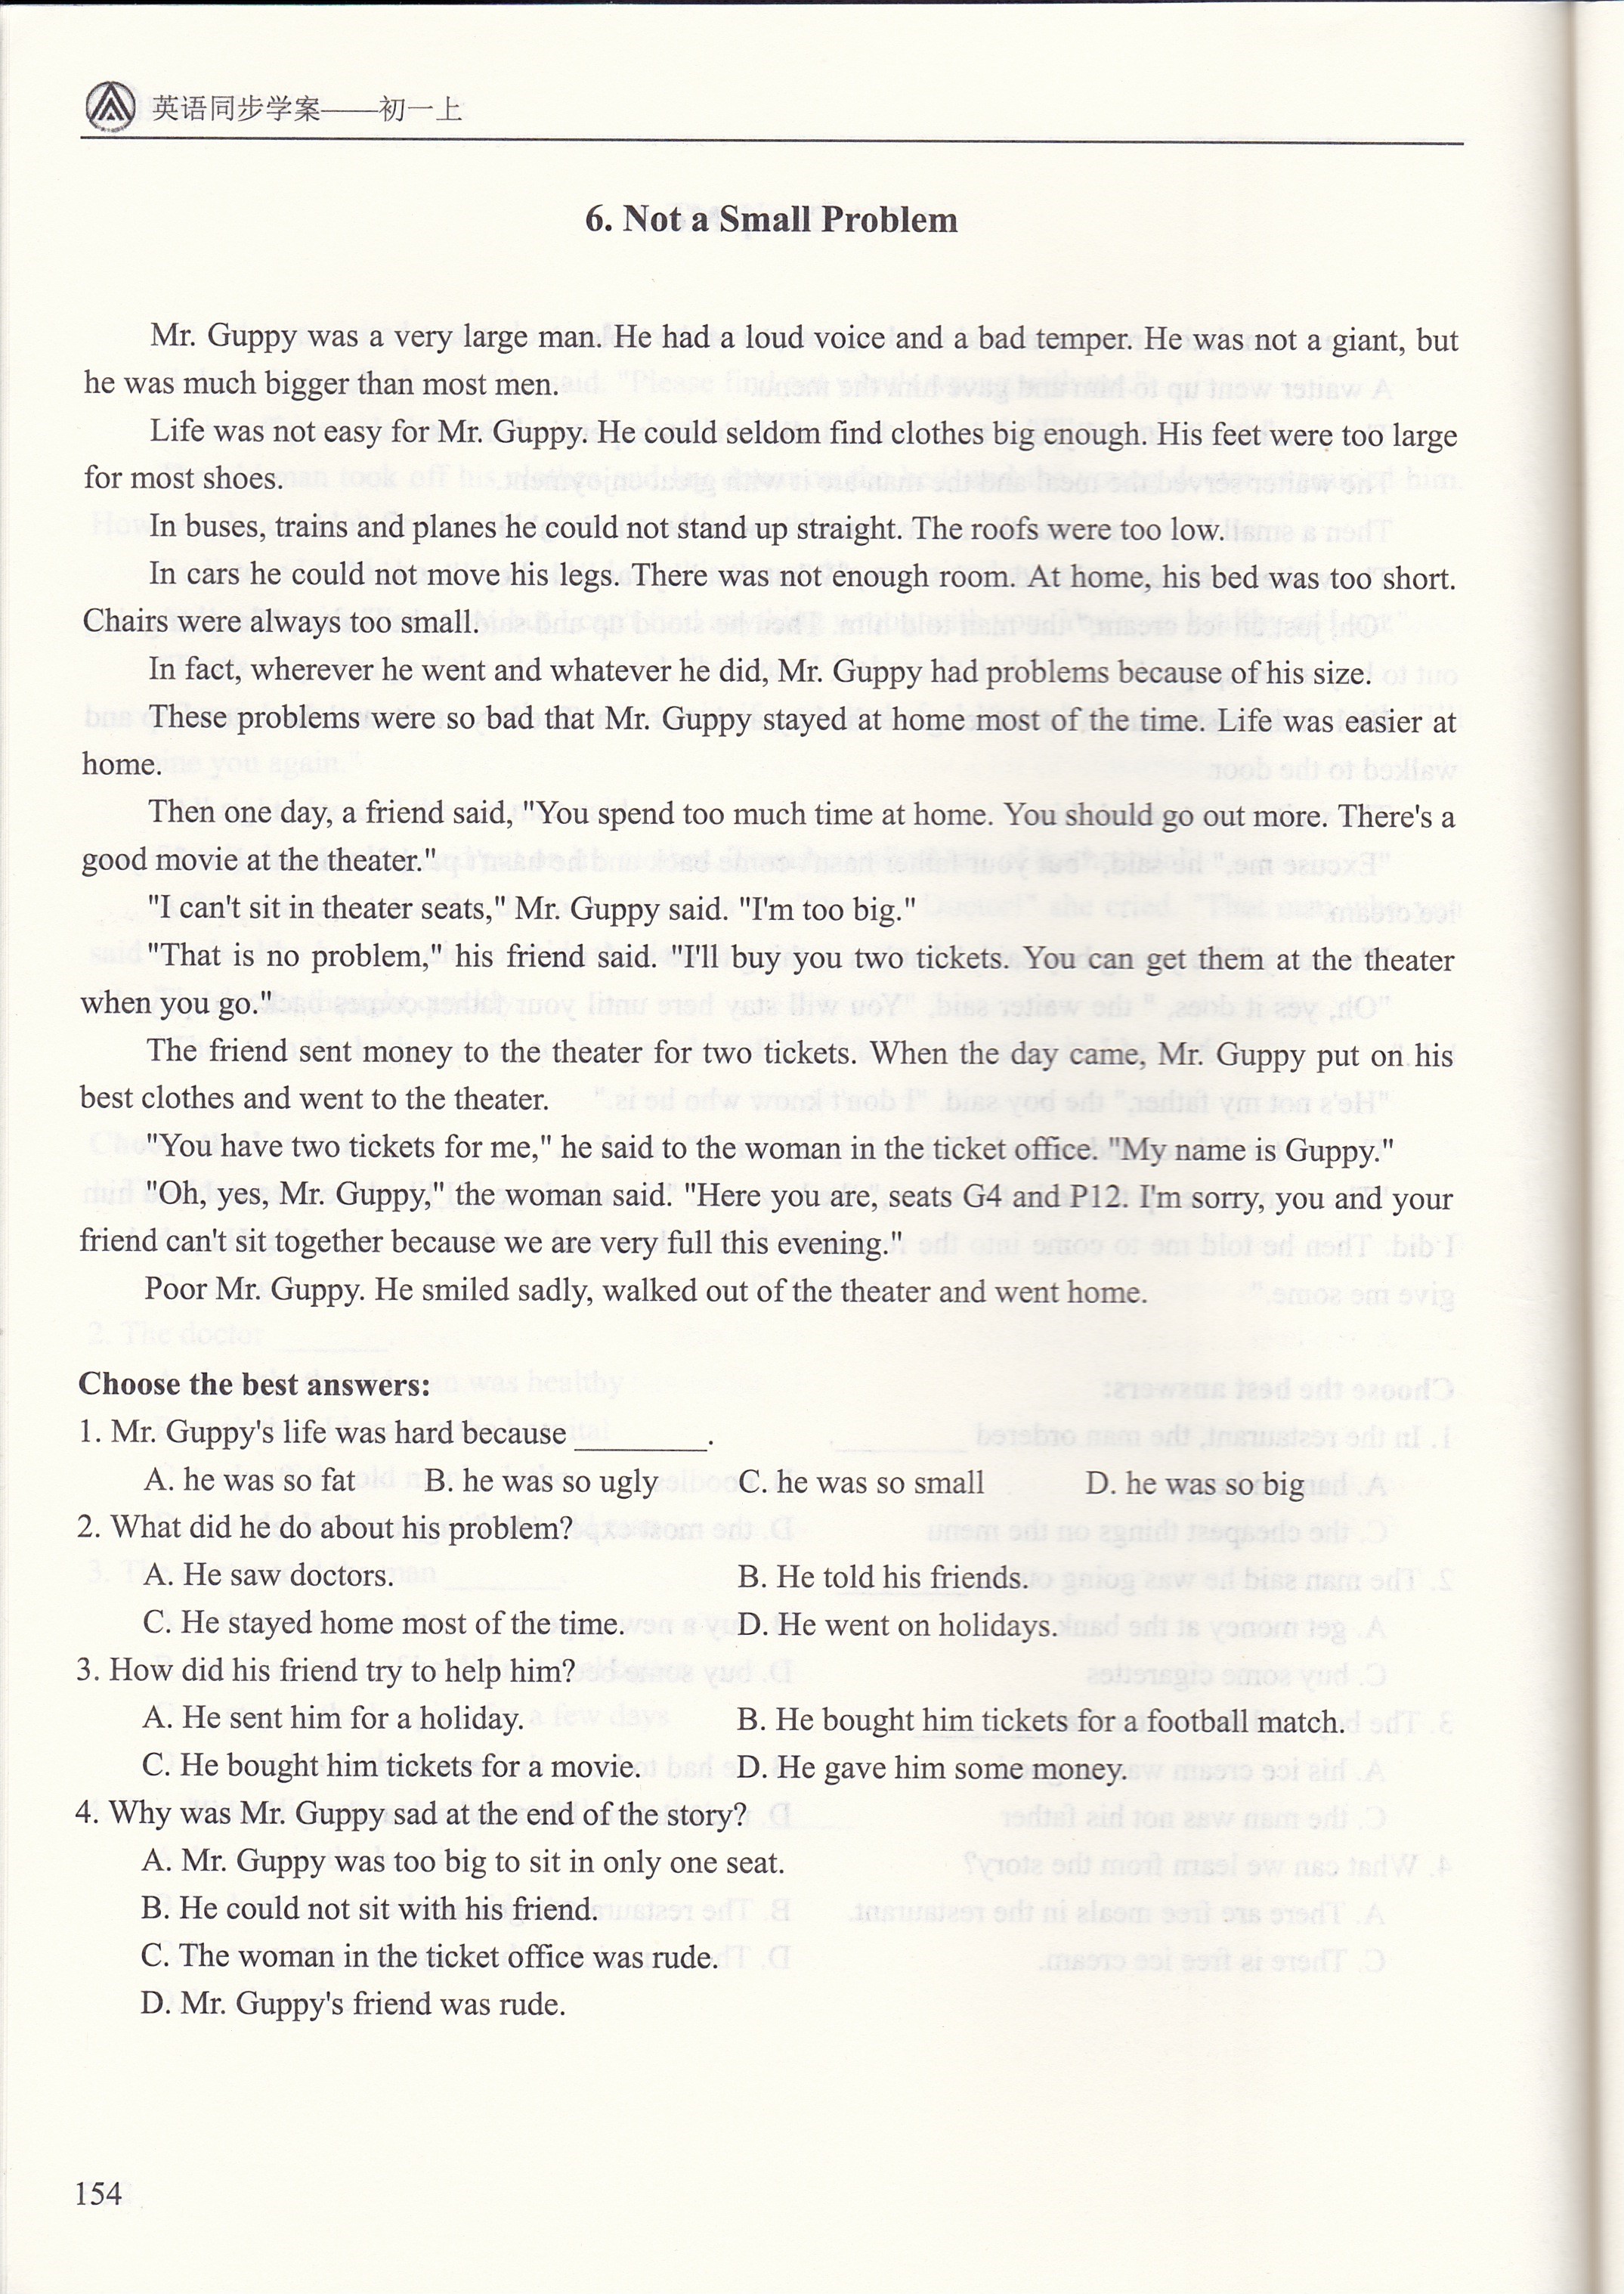 英语同步学案——初一上
6. Not a Small Problem
Mr. Guppy was a very large man. He had a loud voice and a bad temper. He was not a giant, but
he was much bigger than most men.
Life was not easy for Mr. Guppy. He could seldom find clothes big enough. His feet were too large
for most shoes.
In buses, trains and planes he could not stand up straight. The roofs were too low.
In cars he could not move his legs. There was not enough room. At home, his bed was too short.
Chairs were always too small.
In fact, wherever he went and whatever he did, Mr. Guppy had problems because of his size.
These problems were so bad that Mr. Guppy stayed at home most of the time. Life was easier at
home.
Then one day, a friend said, "You spend too much time at home. You should go out more. There's a
good movie at the theater."
"I can't sit in theater seats," Mr. Guppy said. "I'm too big."
"That is no problem," his friend said. "I'll buy you two tickets. You can get them at the theater
when you go."
The friend sent money to the theater for two tickets. When the day came, Mr. Guppy put on his
best clothes and went to the theater.
"You have two tickets for me," he said to the woman in the ticket office. "My name is Guppy."
"Oh, yes, Mr. Guppy," the woman said. "Here you are, seats G4 and P12. I'm sorry, you and your
friend can't sit together because we are very full this evening."
Poor Mr. Guppy. He smiled sadly, walked out of the theater and went home.
Choose the best answers:
1. Mr. Guppy's life was hard because ________.
A. he was so fat B. he was so ugly C. he was so small D. he was so big
2. What did he do about his problem?
A. He saw doctors. B. He told his friends.
C. He stayed home most of the time. D. He went on holidays.
3. How did his friend try to help him?
A. He sent him for a holiday. B. He bought him tickets for a football match.
C. He bought him tickets for a movie. D. He gave him some money.
4. Why was Mr. Guppy sad at the end of the story?
A. Mr. Guppy was too big to sit in only one seat.
B. He could not sit with his friend.
C. The woman in the ticket office was rude.
D. Mr. Guppy's friend was rude.
154